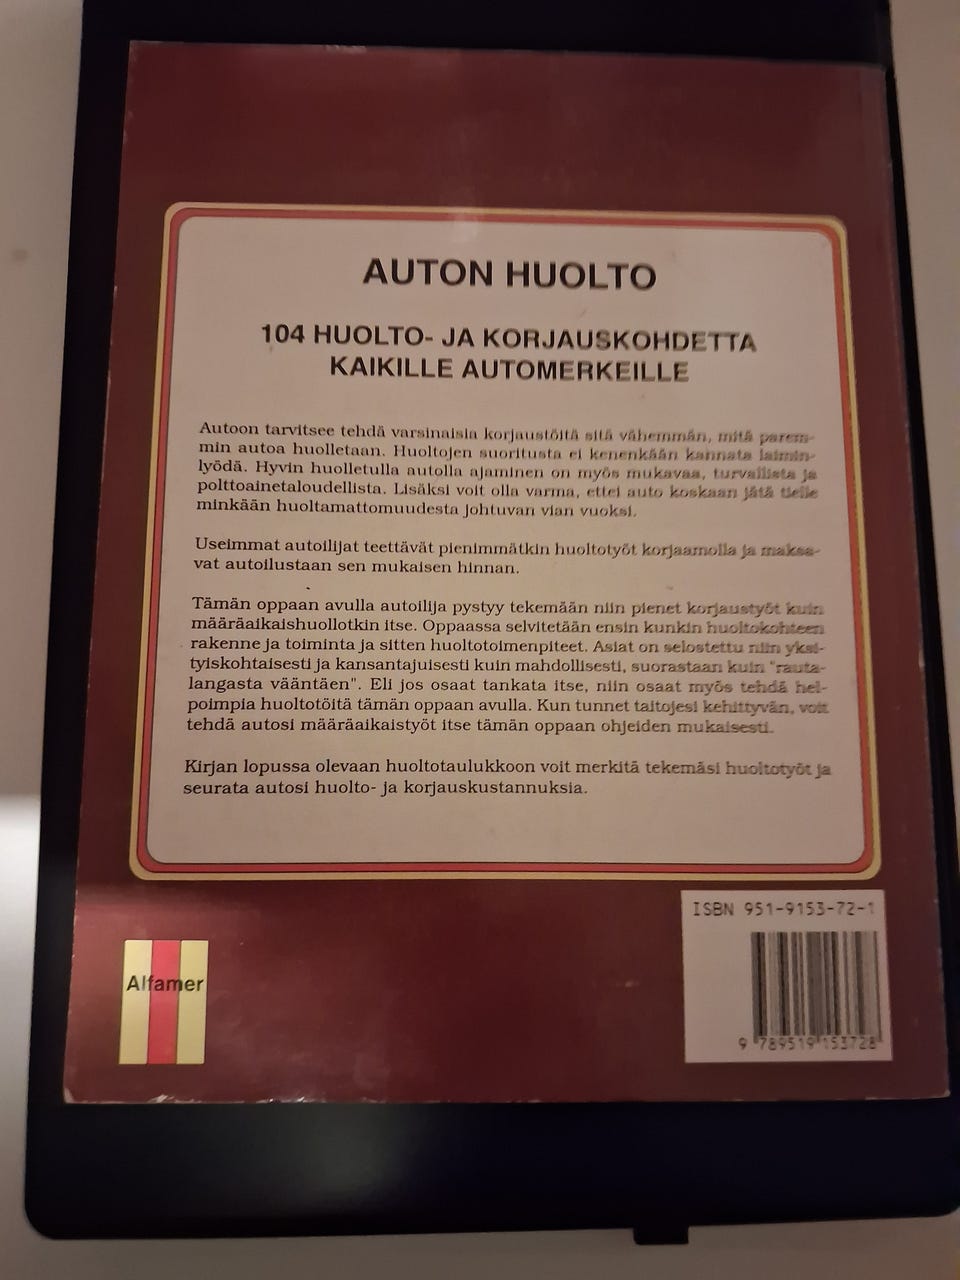 AUTON HUOLTO
104 HUOLTO- JA KORJAUSKOHDETTA
KAIKILLE AUTOMERKEILLE
Autoon tarvitsee tehdä varsinaisia korjaustöitä sitä vähemmän, mitä parem-
min autoa huolletaan. Huoltojen suoritusta ei kenenkään kannata laimin-
lyödä. Hyvin huolletulla autolla ajaminen on myös mukavaa, turvallista ja
polttoainetaloudellista. Lisäksi voit olla varma, ettei auto koskaan jätä tielle
minkään huoltamattomuudesta johtuvan vian vuoksi.
Useimmat autoilijat teettävät pienimmätkin huoltotyöt korjaamolla ja maksa-
vat autoilustaan sen mukaisen hinnan.
Tämän oppaan avulla autoilija pystyy tekemään niin pienet korjaustyöt kuin
määräaikaishuollotkin itse. Oppaassa selvitetään ensin kunkin huoltokohteen
rakenne ja toiminta ja sitten huoltotoimenpiteet. Asiat on selostettu niin yksi-
tyiskohtaisesti ja kansantajuisesti kuin mahdollisesti, suorastaan kuin "rauta-
langasta vääntäen". Eli jos osaat tankata itse, niin osaat myös tehdä hel-
poimpia huoltotöitä tämän oppaan avulla. Kun tunnet taitojesi kehittyvän, voit
tehdä autosi määräaikaistyöt itse tämän oppaan ohjeiden mukaisesti.
Kirjan lopussa olevaan huoltotaulukkoon voit merkitä tekemäsi huoltotyöt ja
seurata autosi huolto- ja korjauskustannuksia.
ISBN 951-9153-72-1
Alfamer
9 789519 153728